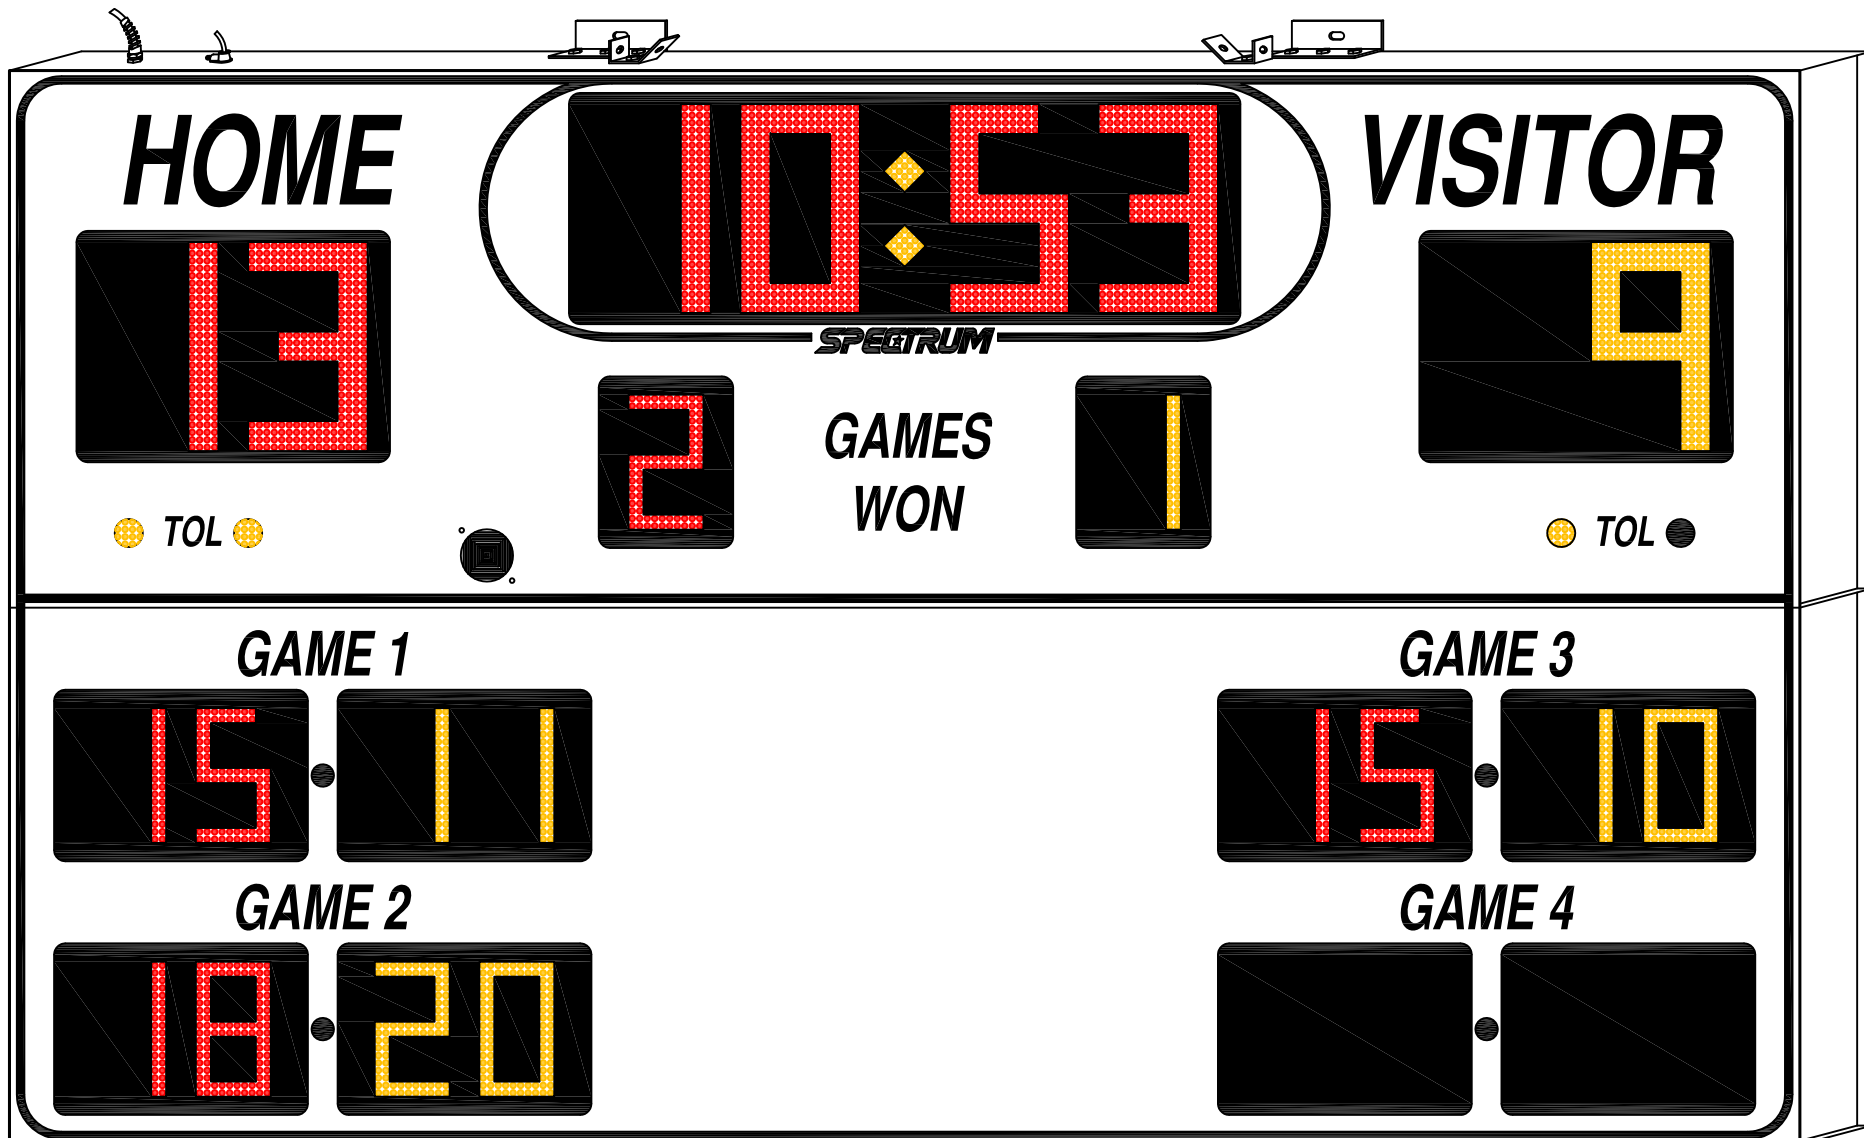 HOME 10:53 VISITOR
13 9
SPECTRUM
2 GAMES 1
WON
TOL TOL
GAME 1 GAME 3
15 11 15 10
GAME 2 GAME 4
18 20